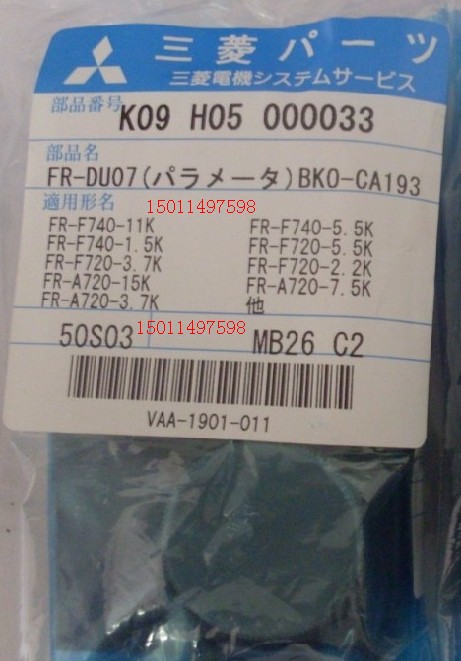 三菱パーツ
三菱電機システムサービス
部品番号
K09 H05 000033
部品名
FR-DU07(パラメータ)BKO-CA193
適用形名
15011497598
FR-F740-11K FR-F740-5.5K
FR-F740-1.5K FR-F720-5.5K
FR-F720-3.7K FR-F720-2.2K
FR-A720-15K FR-A720-7.5K
FR-A720-3.7K 他
15011497598
50S03 MB26 C2
VAA-1901-011